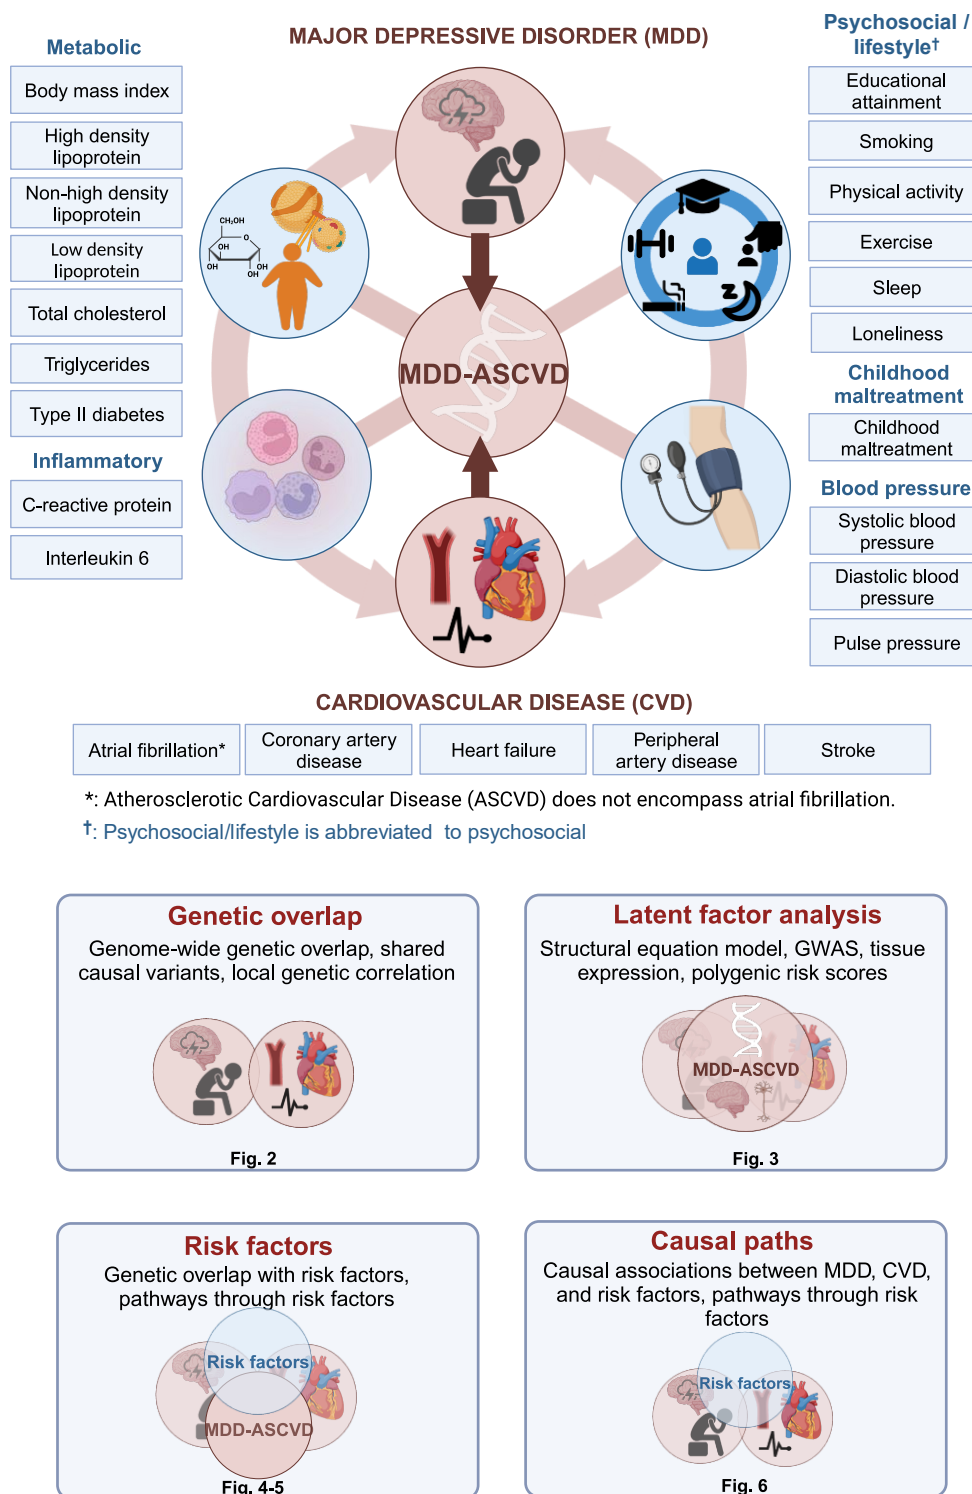 MAJOR DEPRESSIVE DISORDER (MDD)
Metabolic
Body mass index
High density
lipoprotein
Non-high density
lipoprotein
Low density
lipoprotein
Total cholesterol
Triglycerides
Type II diabetes
Inflammatory
C-reactive protein
Interleukin 6
CH₂OH
OH
O
OH
OH
OH
MDD-ASCVD
Psychosocial /
lifestyle†
Educational
attainment
Smoking
Physical activity
Exercise
Sleep
Loneliness
Childhood
maltreatment
Childhood
maltreatment
Blood pressure
Systolic blood
pressure
Diastolic blood
pressure
Pulse pressure
CARDIOVASCULAR DISEASE (CVD)
Atrial fibrillation*
Coronary artery
disease
Heart failure
Peripheral
artery disease
Stroke
*: Atherosclerotic Cardiovascular Disease (ASCVD) does not encompass atrial fibrillation.
†: Psychosocial/lifestyle is abbreviated to psychosocial
Genetic overlap
Genome-wide genetic overlap, shared
causal variants, local genetic correlation
Fig. 2
Latent factor analysis
Structural equation model, GWAS, tissue
expression, polygenic risk scores
MDD-ASCVD
Fig. 3
Risk factors
Genetic overlap with risk factors,
pathways through risk factors
Risk factors
MDD-ASCVD
Fig. 4-5
Causal paths
Causal associations between MDD, CVD,
and risk factors, pathways through risk
factors
Risk factors
Fig. 6